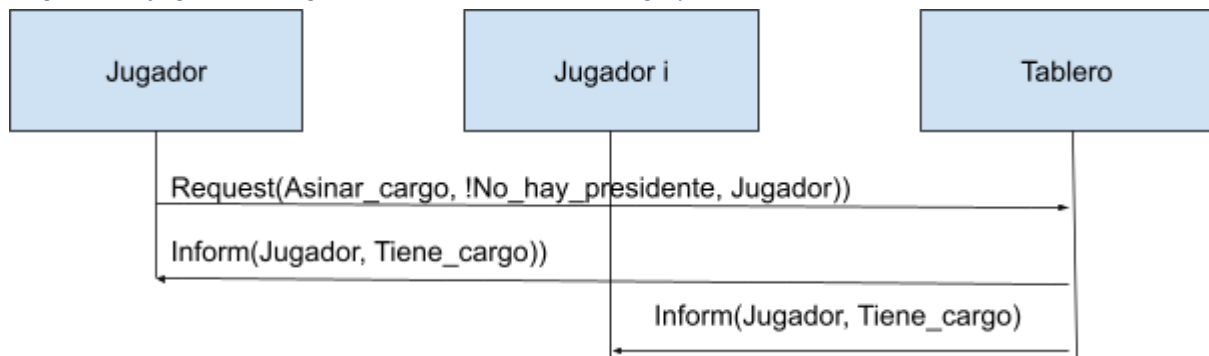 Jugador
Jugador i
Tablero
Request(Asinar_cargo, !No_hay_presidente, Jugador))
Inform(Jugador, Tiene_cargo))
Inform(Jugador, Tiene_cargo)